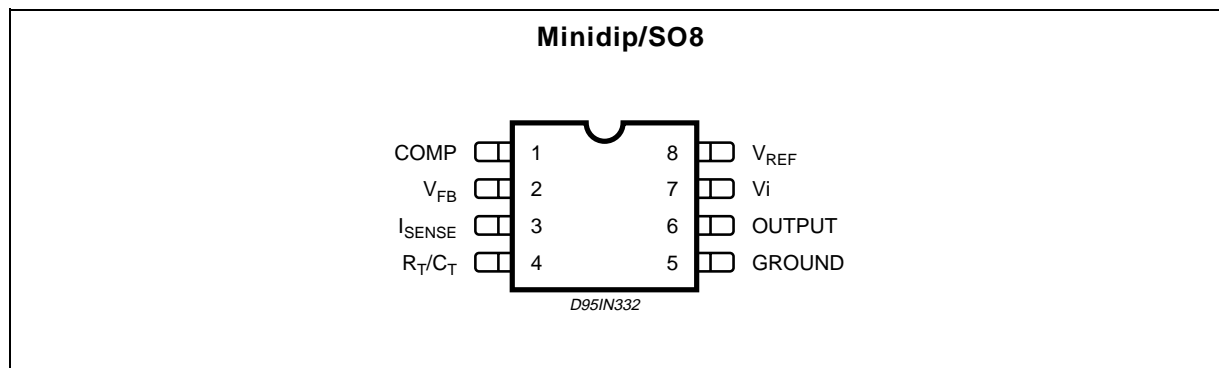 Minidip/SO8
COMP 1 8 VREF
VFB 2 7 Vi
ISENSE 3 6 OUTPUT
RT/CT 4 5 GROUND
D95IN332